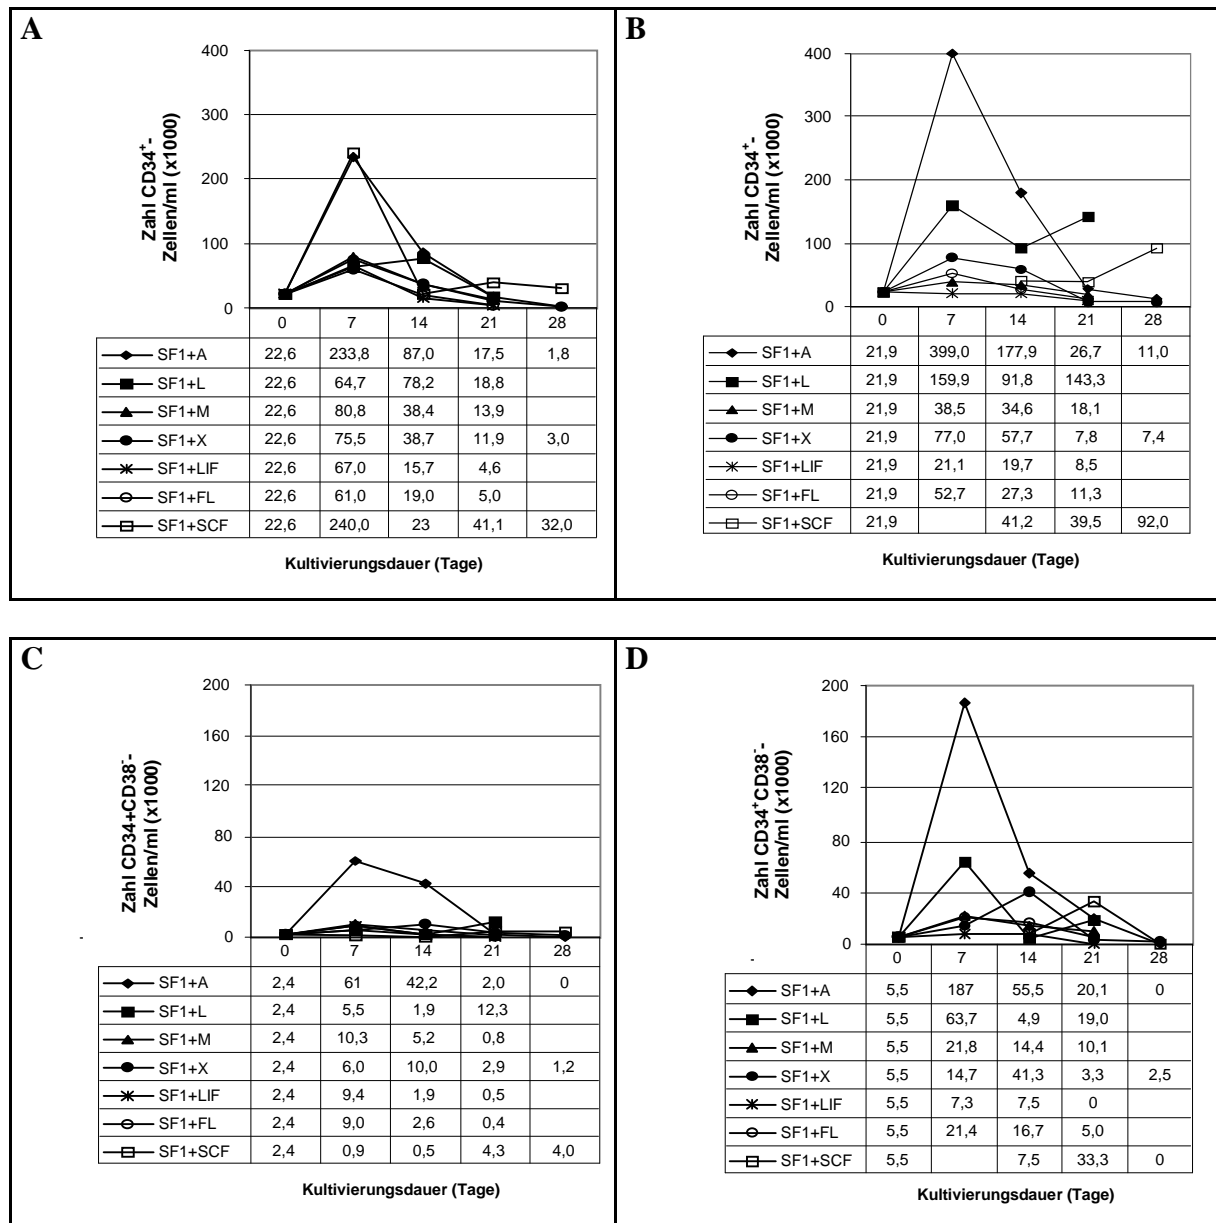 A
Zahl CD34+-
Zellen/ml (x1000)
400
300
200
100
0
0 7 14 21 28
SF1+A 22,6 233,8 87,0 17,5 1,8
SF1+L 22,6 64,7 78,2 18,8
SF1+M 22,6 80,8 38,4 13,9
SF1+X 22,6 75,5 38,7 11,9 3,0
SF1+LIF 22,6 67,0 15,7 4,6
SF1+FL 22,6 61,0 19,0 5,0
SF1+SCF 22,6 240,0 23 41,1 32,0
Kultivierungsdauer (Tage)
B
Zahl CD34+-
Zellen/ml (x1000)
400
300
200
100
0
0 7 14 21 28
SF1+A 21,9 399,0 177,9 26,7 11,0
SF1+L 21,9 159,9 91,8 143,3
SF1+M 21,9 38,5 34,6 18,1
SF1+X 21,9 77,0 57,7 7,8 7,4
SF1+LIF 21,9 21,1 19,7 8,5
SF1+FL 21,9 52,7 27,3 11,3
SF1+SCF 21,9 41,2 39,5 92,0
Kultivierungsdauer (Tage)
C
Zahl CD34+CD38--
Zellen/ml (x1000)
200
160
120
80
40
0
0 7 14 21 28
SF1+A 2,4 61 42,2 2,0 0
SF1+L 2,4 5,5 1,9 12,3
SF1+M 2,4 10,3 5,2 0,8
SF1+X 2,4 6,0 10,0 2,9 1,2
SF1+LIF 2,4 9,4 1,9 0,5
SF1+FL 2,4 9,0 2,6 0,4
SF1+SCF 2,4 0,9 0,5 4,3 4,0
Kultivierungsdauer (Tage)
D
Zahl CD34+CD38--
Zellen/ml (x1000)
200
160
120
80
40
0
0 7 14 21 28
SF1+A 5,5 187 55,5 20,1 0
SF1+L 5,5 63,7 4,9 19,0
SF1+M 5,5 21,8 14,4 10,1
SF1+X 5,5 14,7 41,3 3,3 2,5
SF1+LIF 5,5 7,3 7,5 0
SF1+FL 5,5 21,4 16,7 5,0
SF1+SCF 5,5 7,5 33,3 0
Kultivierungsdauer (Tage)